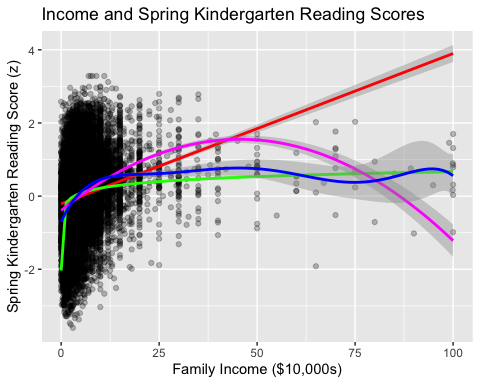 Income and Spring Kindergarten Reading Scores
Spring Kindergarten Reading Score (z)
4
2
0
-2
0 25 50 75 100
Family Income ($10,000s)